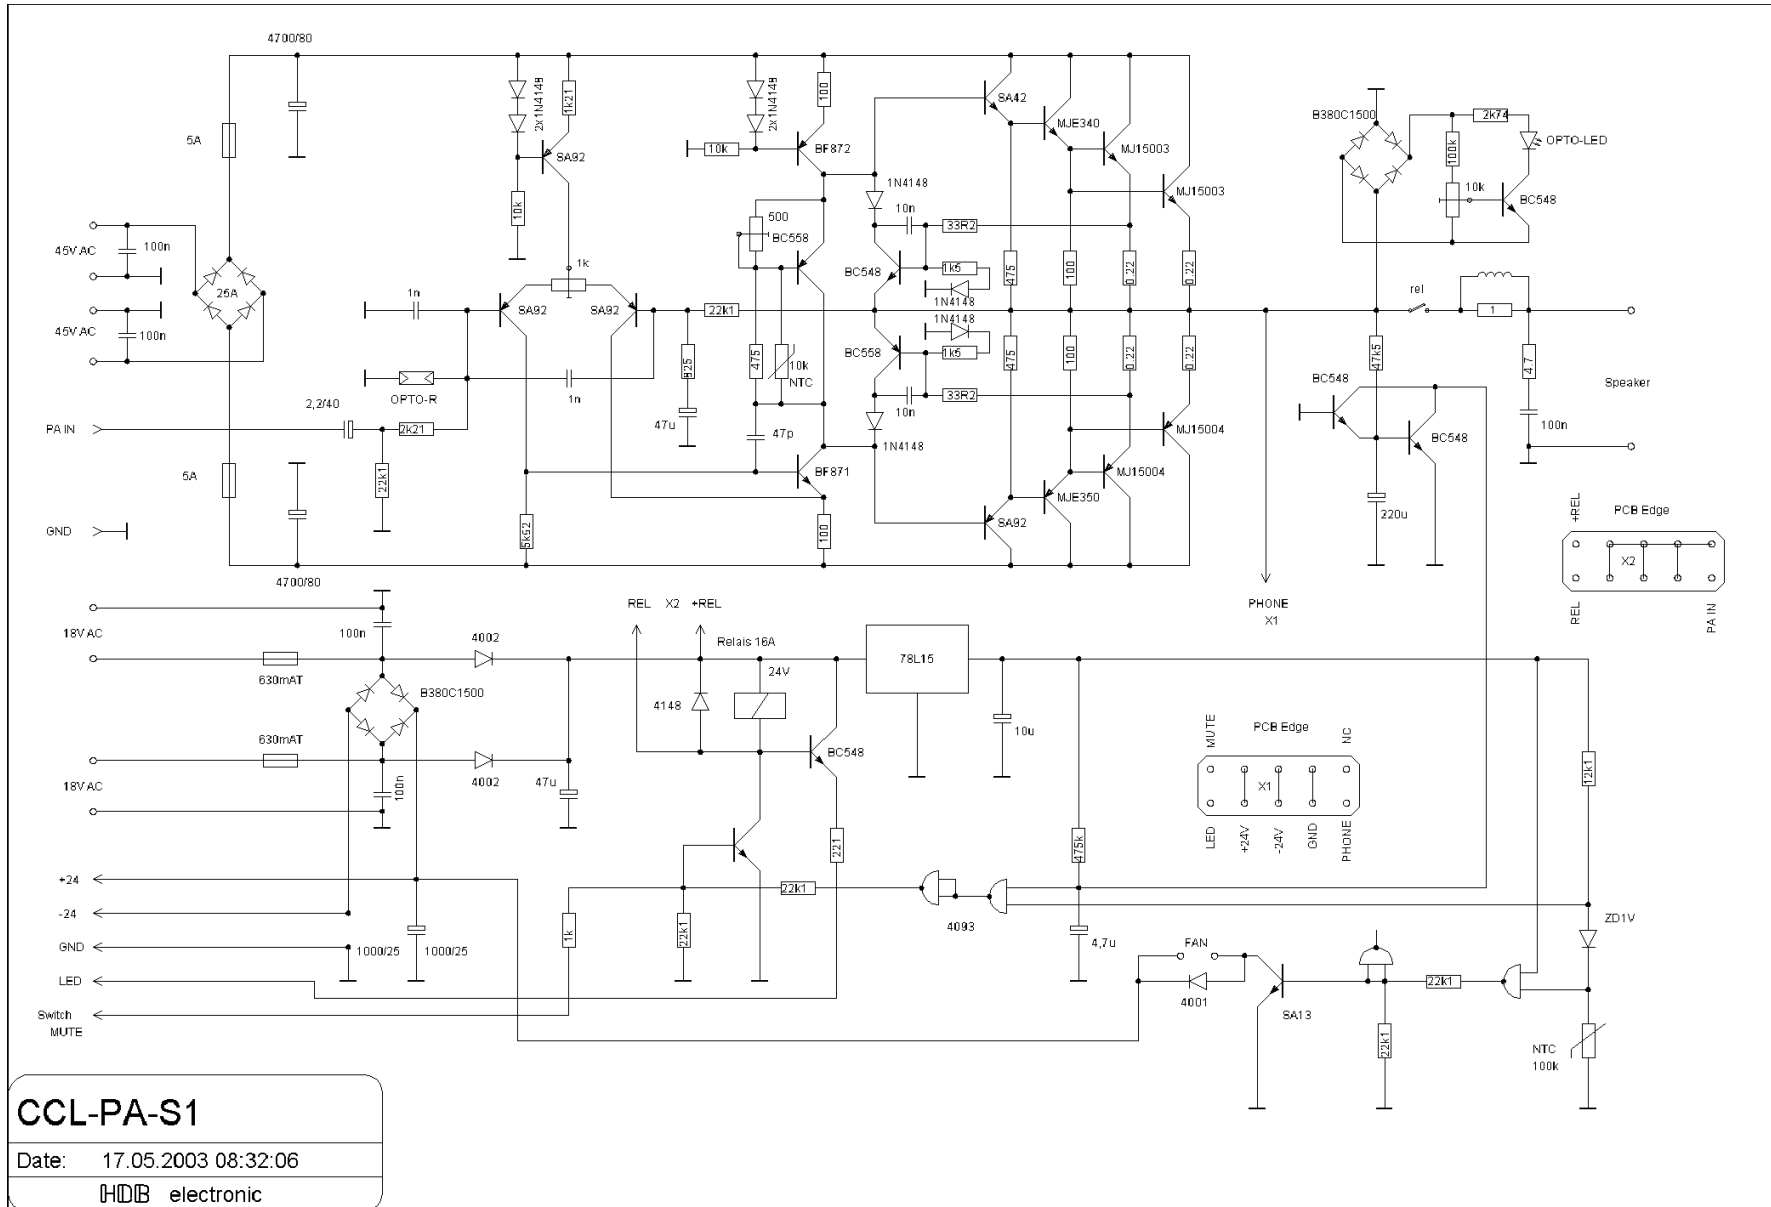 4700/80
5A
45V AC
100n
45V AC
100n
25A
2x1N4148
1k21
SA92
10k
1k
1n
SA92
SA92
OPTO-R
1n
2,2/40
PA IN
2k21
22k1
5A
GND
4700/80
5k62
22k1
825
47u
2x1N4148
100
10k
BF872
500
BC558
475
10k
NTC
47p
BF871
100
1N4148
10n
33R2
BC548
1k5
1N4148
1N4148
BC558
1k5
10n
33R2
1N4148
SA42
MJE340
MJ15003
MJ15003
475
100
0.22
0.22
475
100
0.22
0.22
MJ15004
MJ15004
MJE350
SA92
B380C1500
2k74
100k
OPTO-LED
10k
BC548
rel
1
47k5
4.7
Speaker
BC548
BC548
100n
220u
PHONE
X1
+REL
PCB Edge
X2
REL
PA IN
18V AC
100n
630mAT
4002
B380C1500
630mAT
18V AC
100n
4002
47u
REL X2 +REL
Relais 16A
24V
4148
BC548
78L15
10u
221
475k
MUTE
PCB Edge
NC
X1
LED
+24V
-24V
GND
PHONE
12k1
+24
-24
GND
LED
Switch
MUTE
1000/25
1000/25
1k
22k1
22k1
4093
4,7u
FAN
4001
SA13
22k1
22k1
ZD1V
NTC
100k
CCL-PA-S1
Date: 17.05.2003 08:32:06
HDB electronic